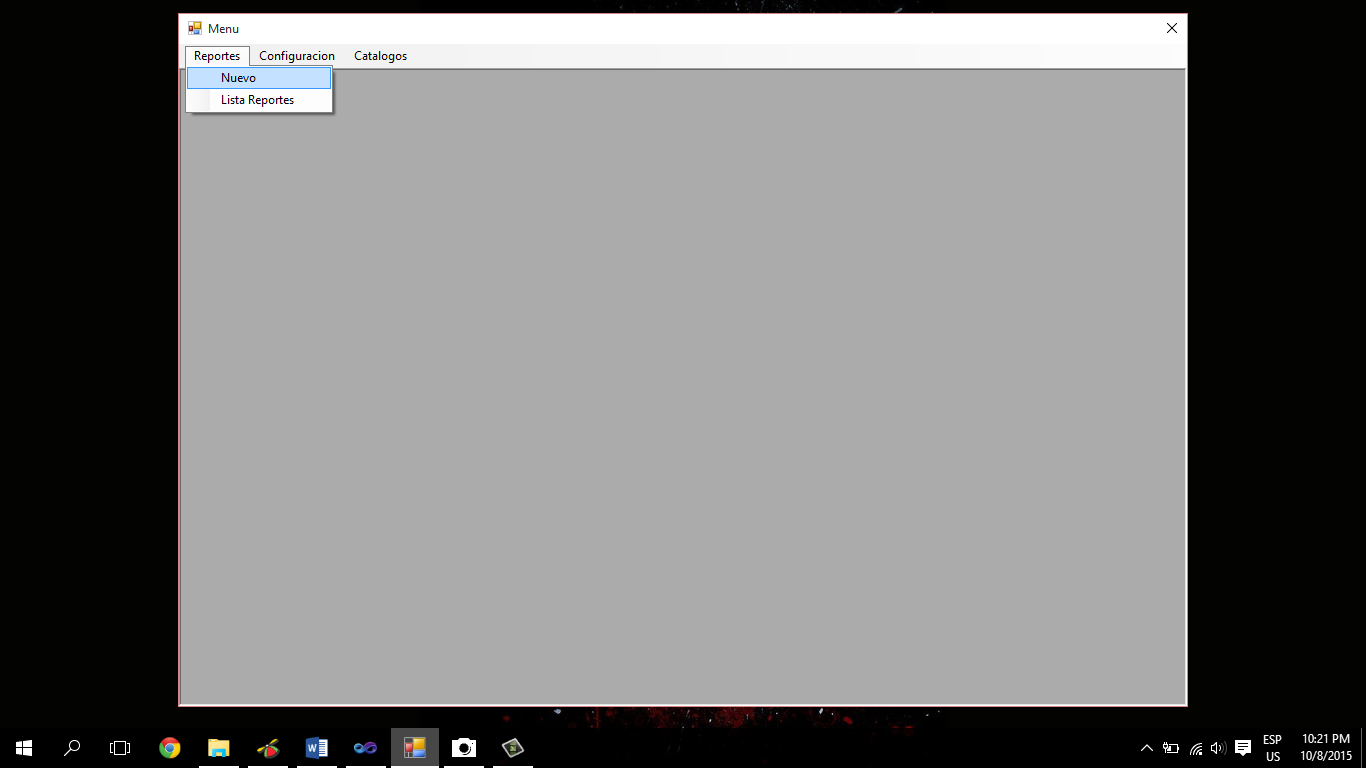 Menu
Reportes Configuracion Catalogos
Nuevo
Lista Reportes
ESP
US
10:21 PM
10/8/2015